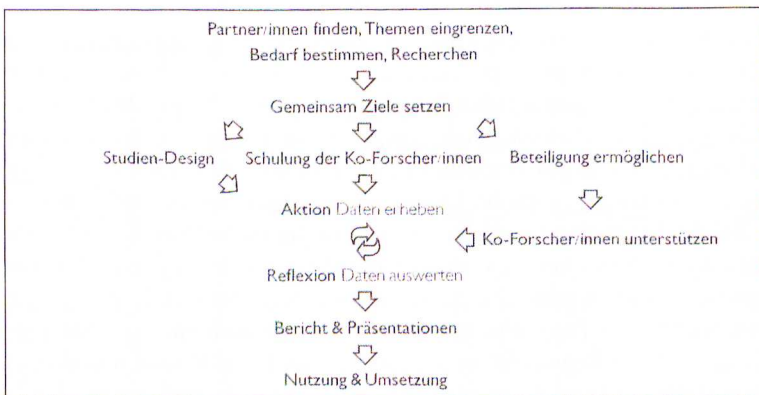 Partner/innen finden, Themen eingrenzen,
Bedarf bestimmen, Recherchen
Gemeinsam Ziele setzen
Studien-Design Schulung der Ko-Forscher/innen Beteiligung ermöglichen
Aktion Daten erheben
Ko-Forscher/innen unterstützen
Reflexion Daten auswerten
Bericht & Präsentationen
Nutzung & Umsetzung